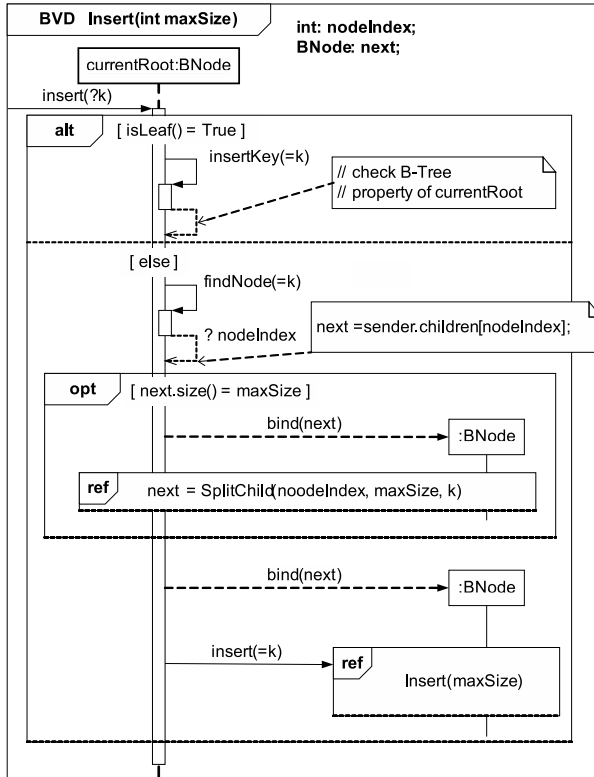 BVD Insert(int maxSize)
int: nodeIndex;
BNode: next;
currentRoot:BNode
insert(?k)
alt
[ isLeaf() = True ]
insertKey(=k)
// check B-Tree
// property of currentRoot
[ else ]
findNode(=k)
? nodeIndex
next =sender.children[nodeIndex];
opt
[ next.size() = maxSize ]
bind(next)
:BNode
ref
next = SplitChild(noodeIndex, maxSize, k)
bind(next)
:BNode
insert(=k)
ref
Insert(maxSize)